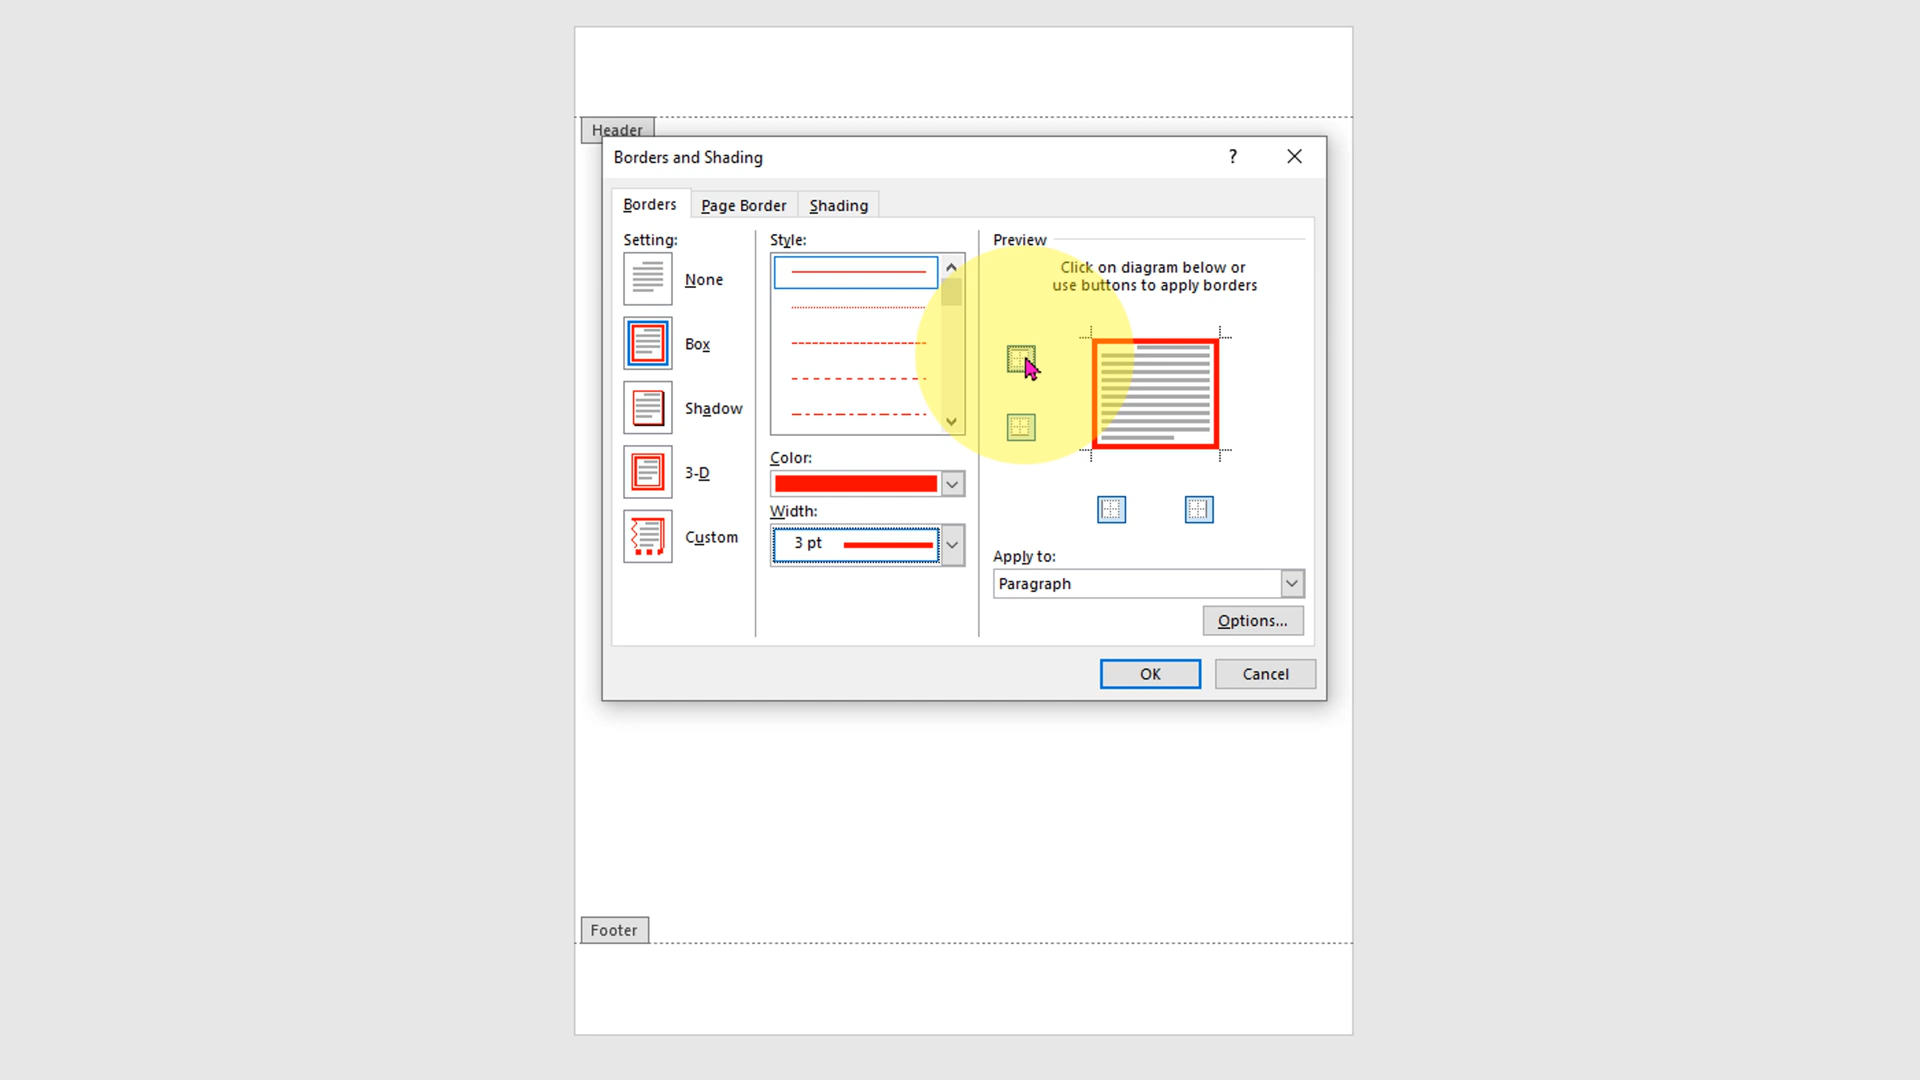 Header
Borders and Shading
?
Borders
Page Border
Shading
Setting:
None
Box
Shadow
3-D
Custom
Style:
Color:
Width:
3 pt
Preview
Click on diagram below or
use buttons to apply borders
Apply to:
Paragraph
Options...
OK
Cancel
Footer